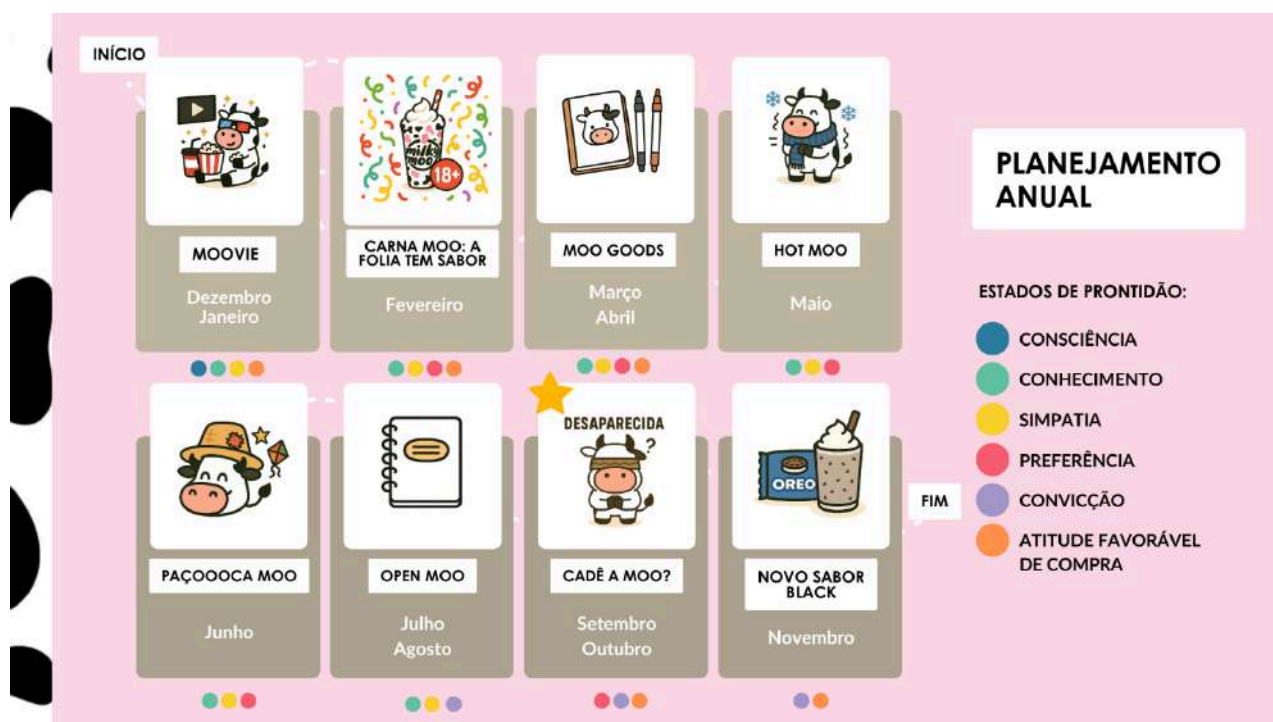 INÍCIO
milky
moo
18+
MOOVIE
Dezembro
Janeiro
CARNA MOO: A
FOLIA TEM SABOR
Fevereiro
MOO GOODS
Março
Abril
HOT MOO
Maio
PAÇOOOCA MOO
Junho
OPEN MOO
Julho
Agosto
DESAPARECIDA
?
CADÊ A MOO?
Setembro
Outubro
OREO
NOVO SABOR
BLACK
Novembro
FIM
PLANEJAMENTO
ANUAL
ESTADOS DE PRONTIDÃO:
CONSCIÊNCIA
CONHECIMENTO
SIMPATIA
PREFERÊNCIA
CONVICÇÃO
ATITUDE FAVORÁVEL
DE COMPRA